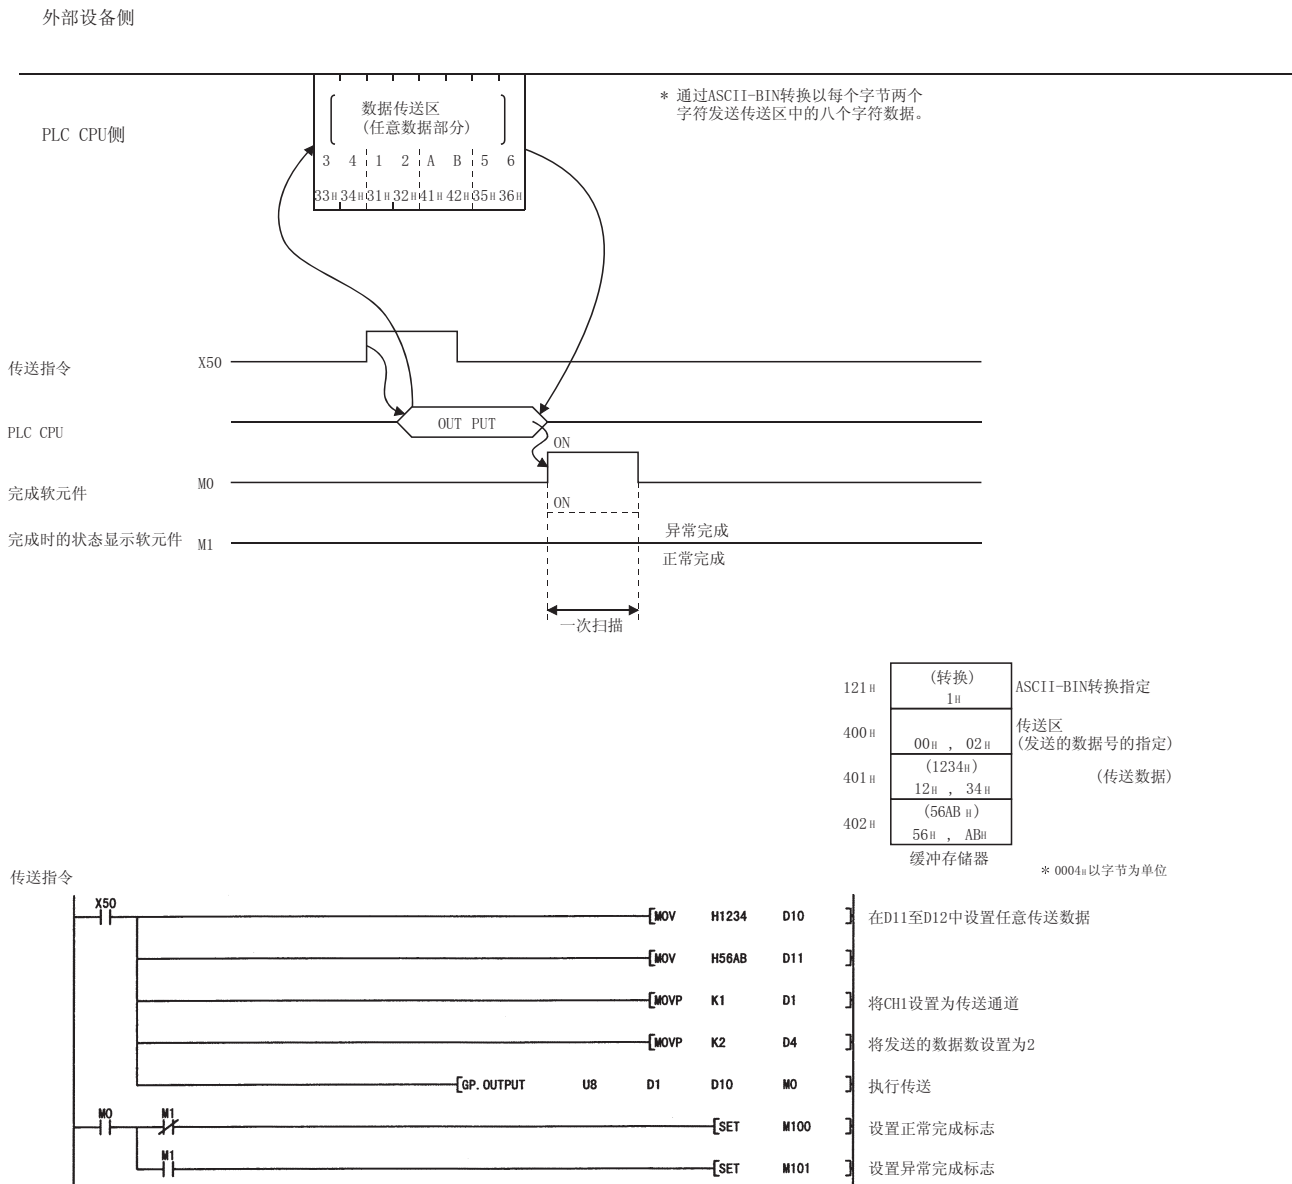 外部设备侧
PLC CPU侧
数据传送区
(任意数据部分)
3 4 1 2 A B 5 6
33H 34H 31H 32H 41H 42H 35H 36H
* 通过ASCII-BIN转换以每个字节两个
字符发送传送区中的八个字符数据。
传送指令 X50
PLC CPU
OUT PUT
ON
完成软元件 M0
ON
完成时的状态显示软元件 M1
异常完成
正常完成
一次扫描
121H (转换) ASCII-BIN转换指定
1H
400H 传送区
00H , 02H (发送的数据号的指定)
401H (1234H) (传送数据)
12H , 34H
402H (56AB H)
56H , ABH
缓冲存储器
* 0004H以字节为单位
传送指令
X50
MOV H1234 D10 在D11至D12中设置任意传送数据
MOV H56AB D11
MOVP K1 D1 将CH1设置为传送通道
MOVP K2 D4 将发送的数据数设置为2
GP.OUTPUT U8 D1 D10 M0 执行传送
M0 M1
SET M100 设置正常完成标志
M1
SET M101 设置异常完成标志